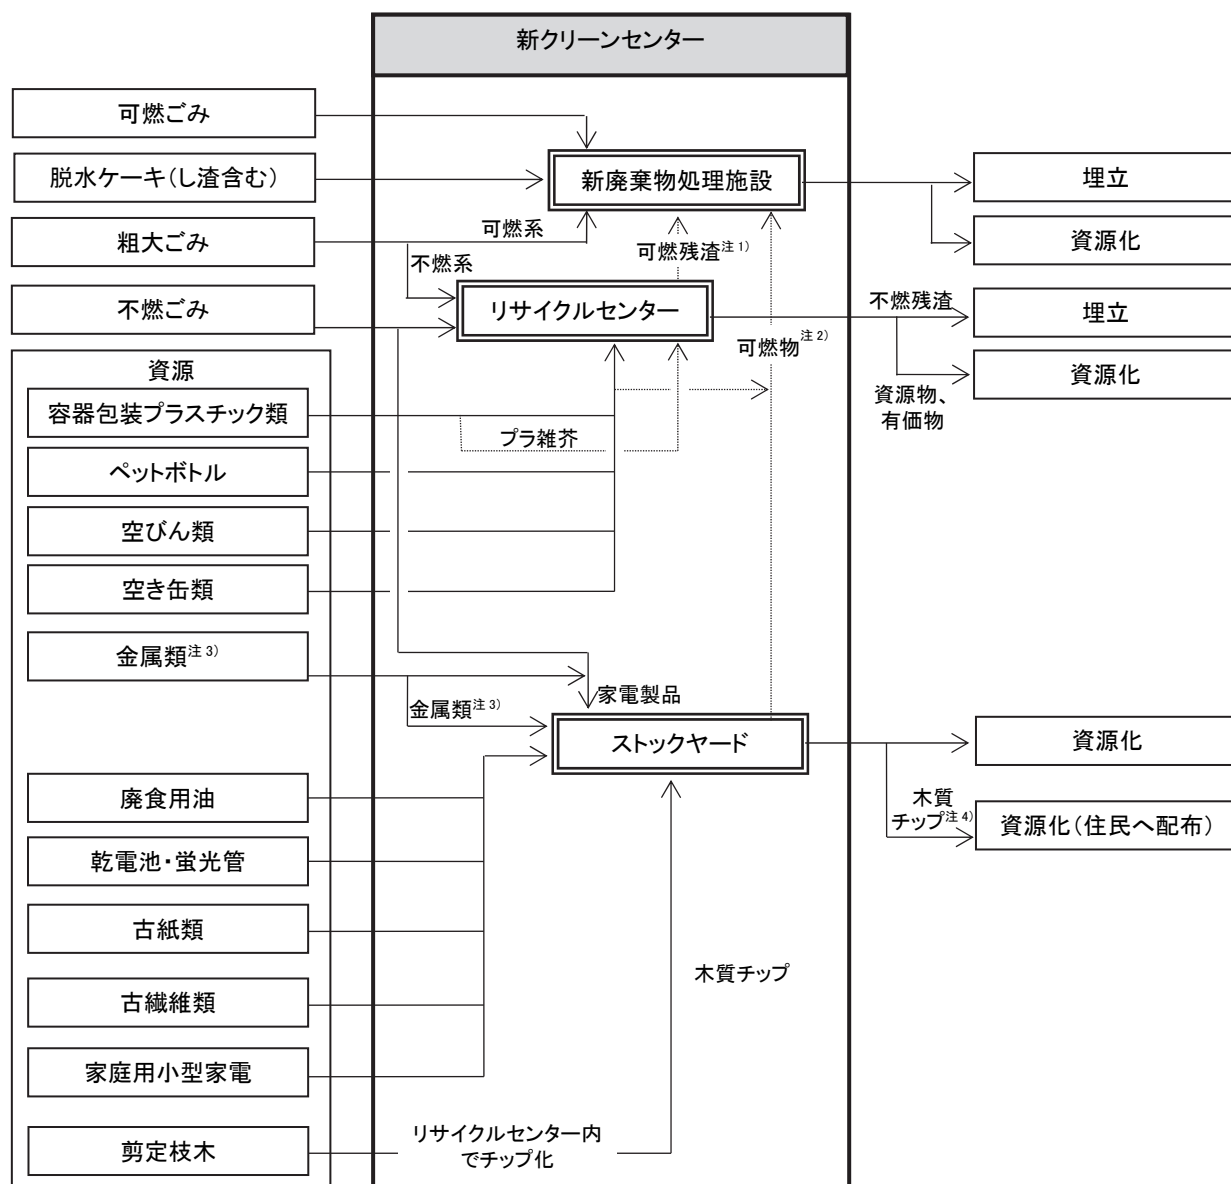 新クリーンセンター
可燃ごみ
脱水ケーキ(し渣含む)
新廃棄物処理施設
埋立
粗大ごみ
可燃系
可燃残渣注1)
資源化
不燃系
不燃ごみ
リサイクルセンター
不燃残渣
埋立
可燃物注2)
資源
資源化
容器包装プラスチック類
資源物、
有価物
プラ雑芥
ペットボトル
空びん類
空き缶類
金属類注3)
家電製品
金属類注3)
ストックヤード
資源化
廃食用油
木質
チップ注4)
資源化(住民へ配布)
乾電池・蛍光管
古紙類
木質チップ
古繊維類
家庭用小型家電
リサイクルセンター内
でチップ化
剪定枝木